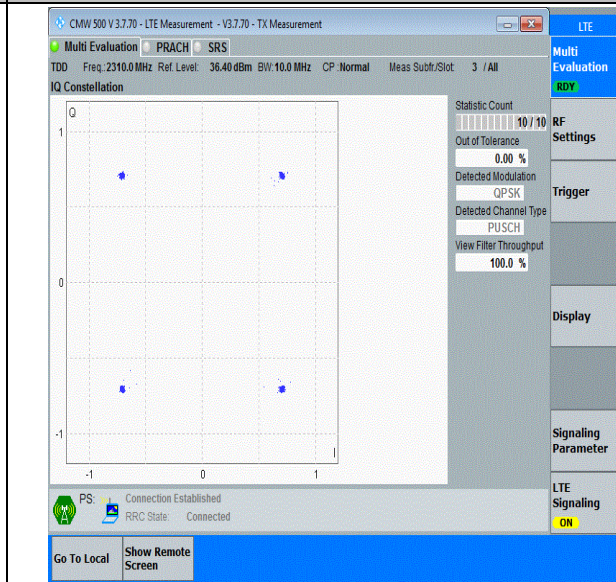 CMW 500 V 3.7.70 - LTE Measurement - V3.7.70 - TX Measurement
LTE
Multi Evaluation PRACH SRS
TDD Freq.:2310.0 MHz Ref. Level: 36.40 dBm BW:10.0 MHz CP :Normal Meas Subfr./Slot: 3 / All
IQ Constellation
Q
1
0
-1
-1 0 1
I
Statistic Count
10 / 10
Out of Tolerance
0.00 %
Detected Modulation
QPSK
Detected Channel Type
PUSCH
View Filter Throughput
100.0 %
Multi
Evaluation
RDY
RF
Settings
Trigger
Display
Signaling
Parameter
LTE
Signaling
ON
PS: Connection Established
RRC State: Connected
Go To Local
Show Remote
Screen